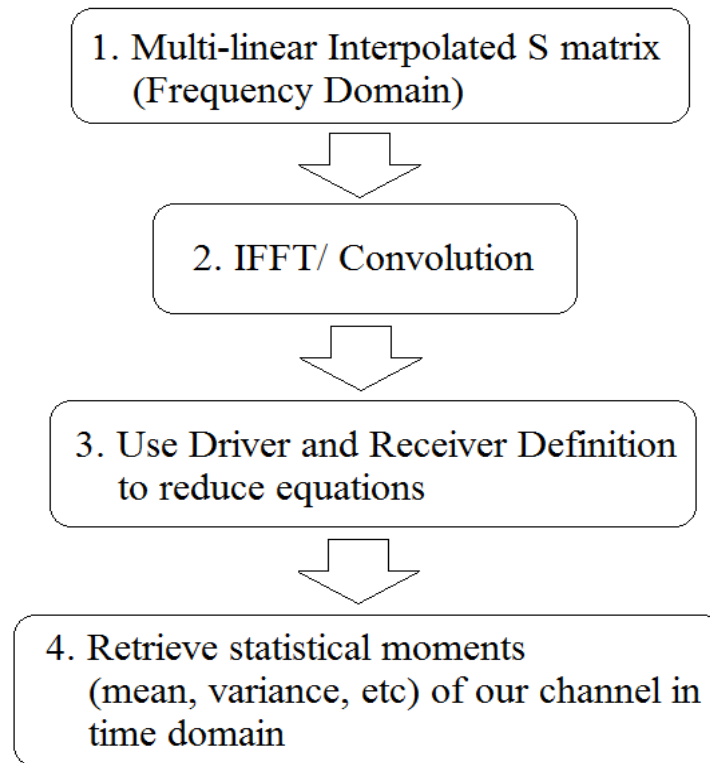 1. Multi-linear Interpolated S matrix
(Frequency Domain)
2. IFFT/ Convolution
3. Use Driver and Receiver Definition
to reduce equations
4. Retrieve statistical moments
(mean, variance, etc) of our channel in
time domain